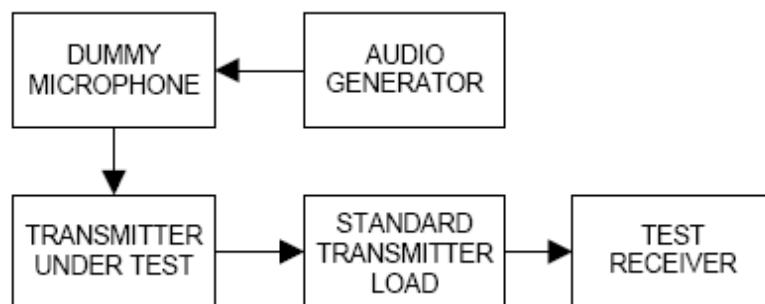 DUMMY
MICROPHONE
AUDIO
GENERATOR
TRANSMITTER
UNDER TEST
STANDARD
TRANSMITTER
LOAD
TEST
RECEIVER